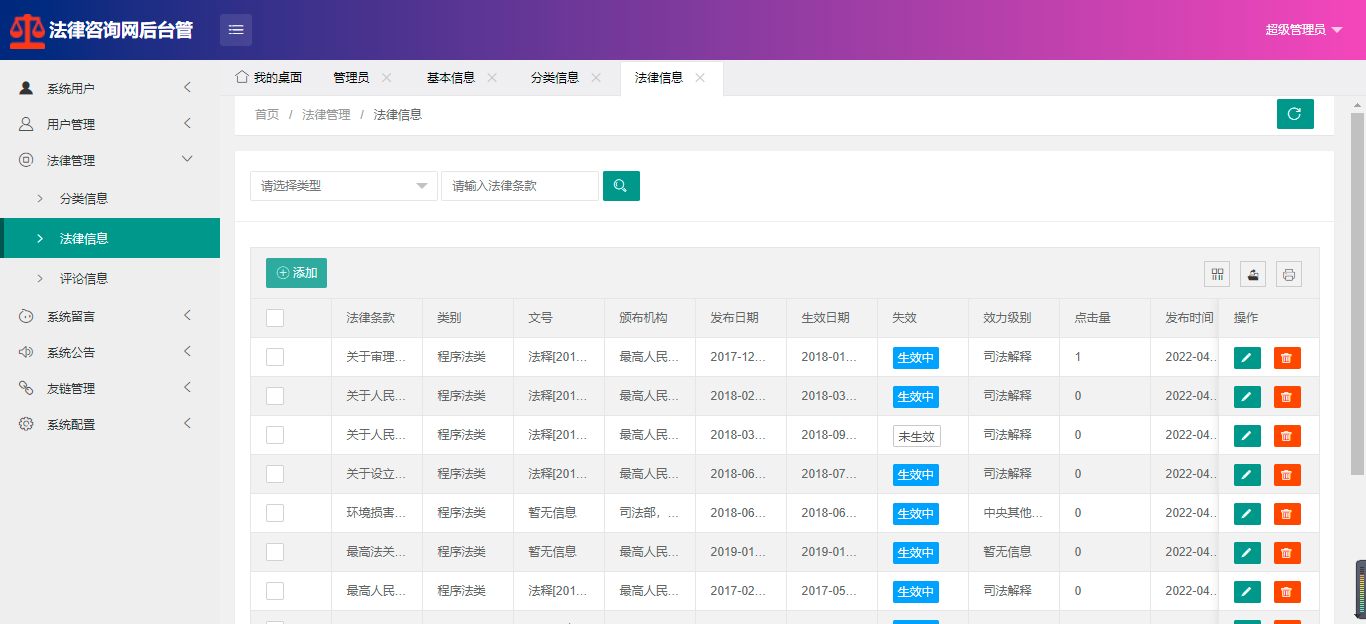 法律咨询网后台管
超级管理员
系统用户
用户管理
法律管理
分类信息
法律信息
评论信息
系统留言
系统公告
友链管理
系统配置
我的桌面 管理员 基本信息 分类信息 法律信息
首页 / 法律管理 / 法律信息
请选择类型 请输入法律条款
添加
法律条款 类别 文号 颁布机构 发布日期 生效日期 失效 效力级别 点击量 发布时间 操作
关于审理... 程序法类 法释[201... 最高人民... 2017-12... 2018-01... 生效中 司法解释 1 2022-04..
关于人民... 程序法类 法释[201... 最高人民... 2018-02... 2018-03... 生效中 司法解释 0 2022-04..
关于人民... 程序法类 法释[201... 最高人民... 2018-03... 2018-09... 未生效 司法解释 0 2022-04..
关于设立... 程序法类 法释[201... 最高人民... 2018-06... 2018-07... 生效中 司法解释 0 2022-04..
环境损害... 程序法类 暂无信息 司法部，... 2018-06... 2018-06... 生效中 中央其他... 0 2022-04..
最高法关... 程序法类 暂无信息 最高人民... 2019-01... 2019-01... 生效中 暂无信息 0 2022-04..
最高人民... 程序法类 法释[201... 最高人民... 2017-02... 2017-05... 生效中 司法解释 0 2022-04..